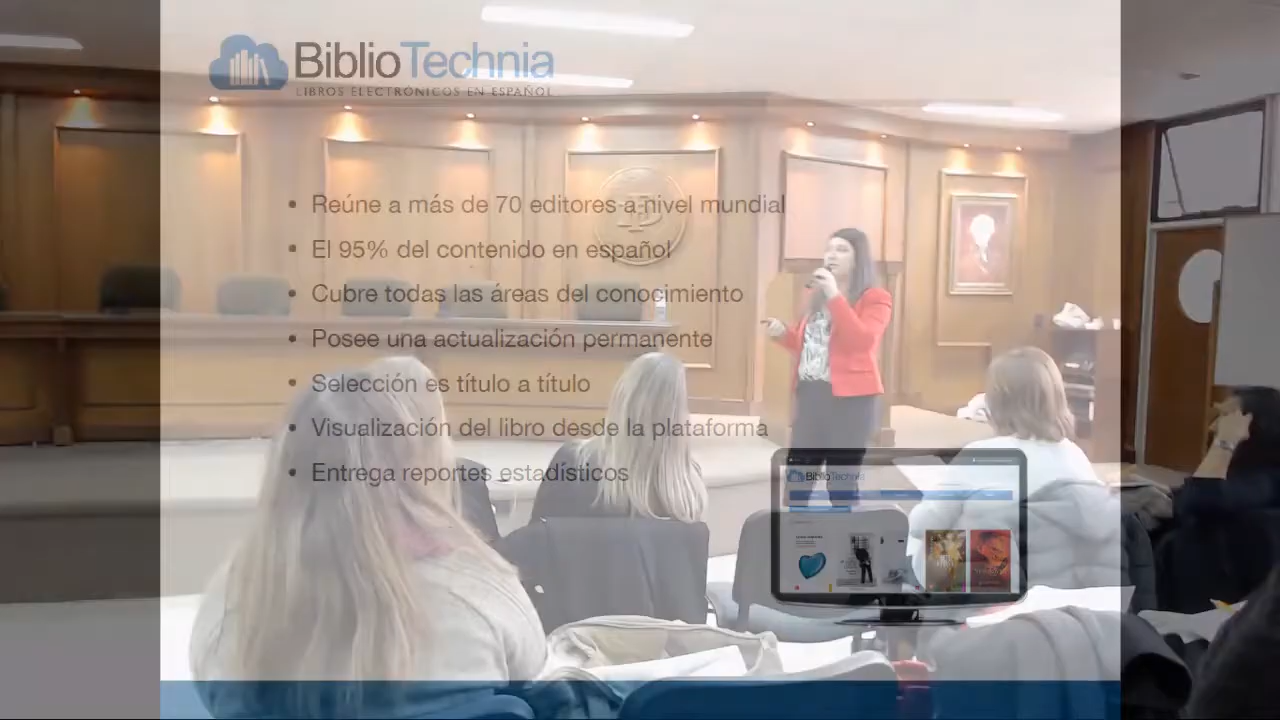 BiblioTechnia
LIBROS ELECTRÓNICOS EN ESPAÑOL
• Reúne a más de 70 editores a nivel mundial
• El 95% del contenido en español
• Cubre todas las áreas del conocimiento
• Posee una actualización permanente
• Selección es título a título
• Visualización del libro desde la plataforma
• Entrega reportes estadísticos
BiblioTechnia